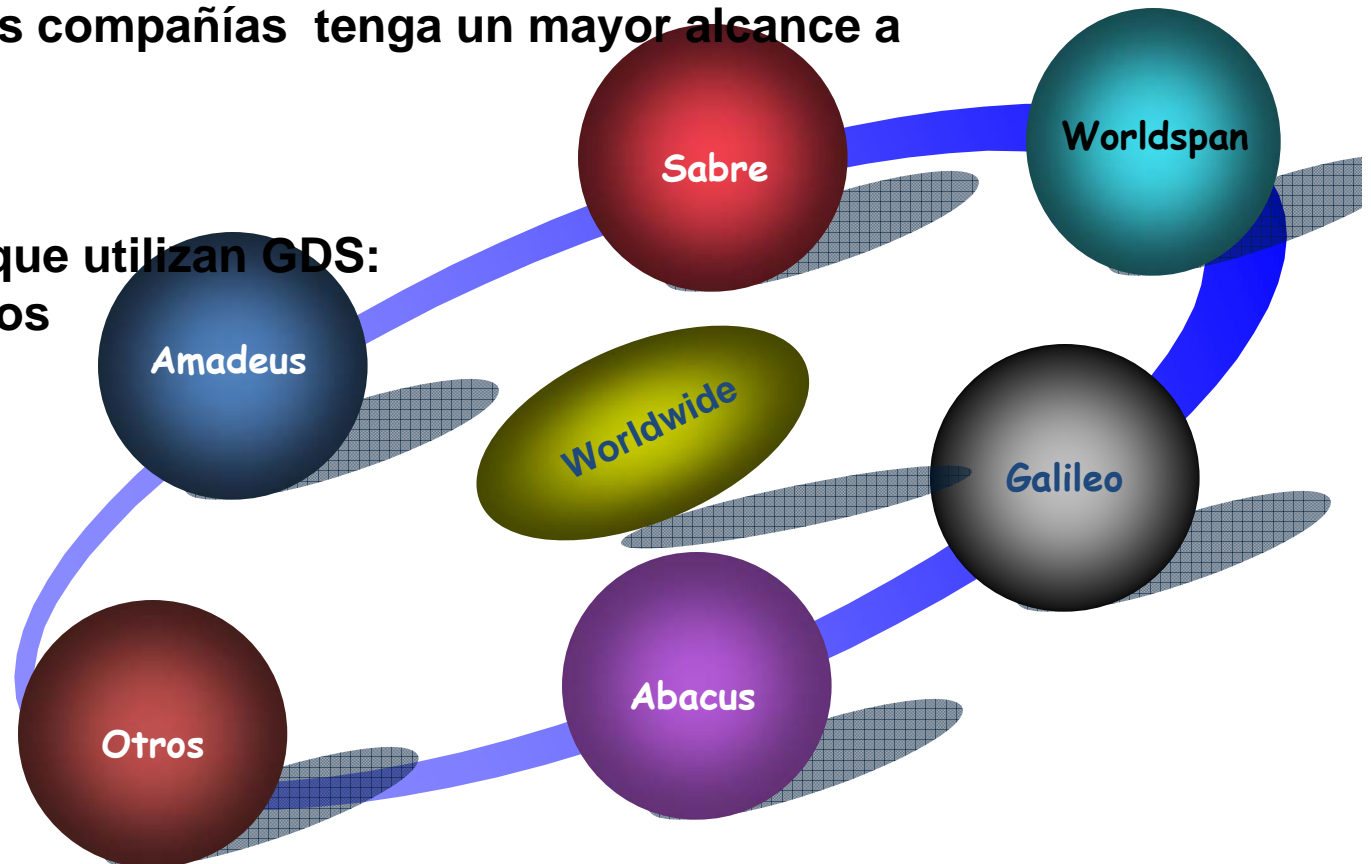 s compañías tenga un mayor alcance a
que utilizan GDS:
os
Sabre
Worldspan
Amadeus
Worldwide
Galileo
Abacus
Otros